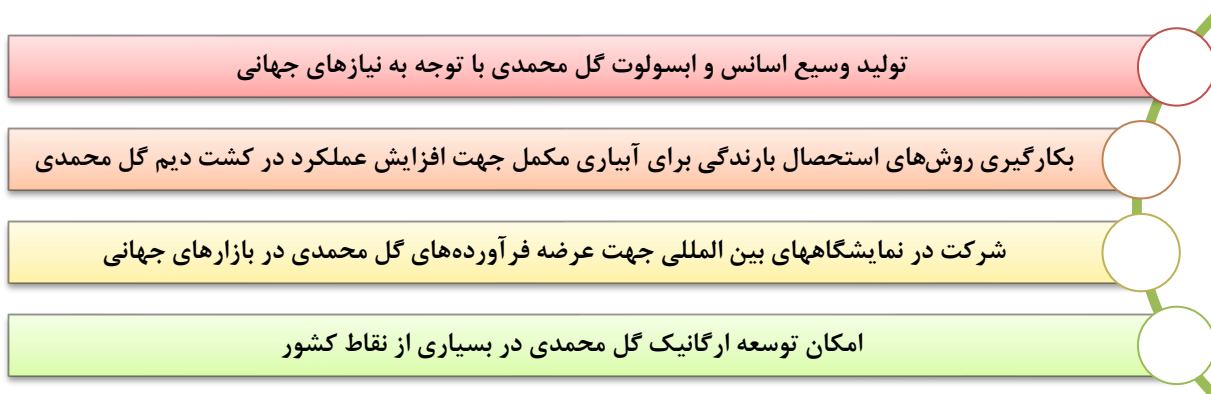 تولید وسیع اسانس و ابسولوت گل محمدی با توجه به نیازهای جهانی
بکارگیری روش‌های استحصال بارندگی برای آبیاری مکمل جهت افزایش عملکرد در کشت دیم گل محمدی
شرکت در نمایشگاههای بین المللی جهت عرضه فرآورده‌های گل محمدی در بازارهای جهانی
امکان توسعه ارگانیک گل محمدی در بسیاری از نقاط کشور